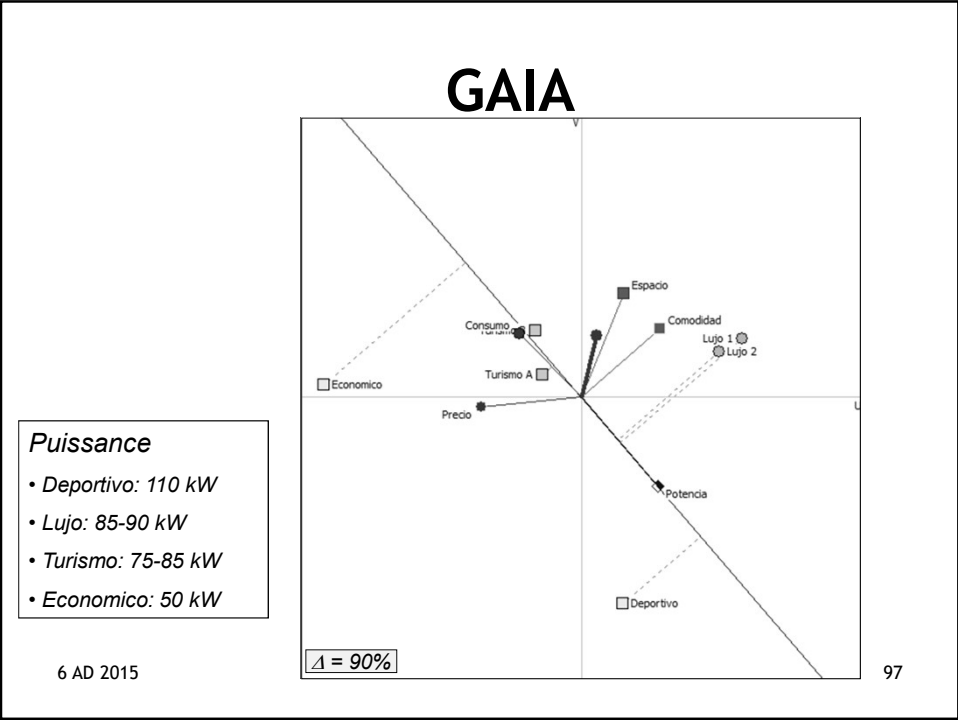 GAIA
V
Espacio
Consumo
Comodidad
Lujo 1
Lujo 2
Turismo A
Economico
U
Precio
Puissance
• Deportivo: 110 kW
• Lujo: 85-90 kW
• Turismo: 75-85 kW
• Economico: 50 kW
Potencia
Deportivo
Δ = 90%
6 AD 2015
97